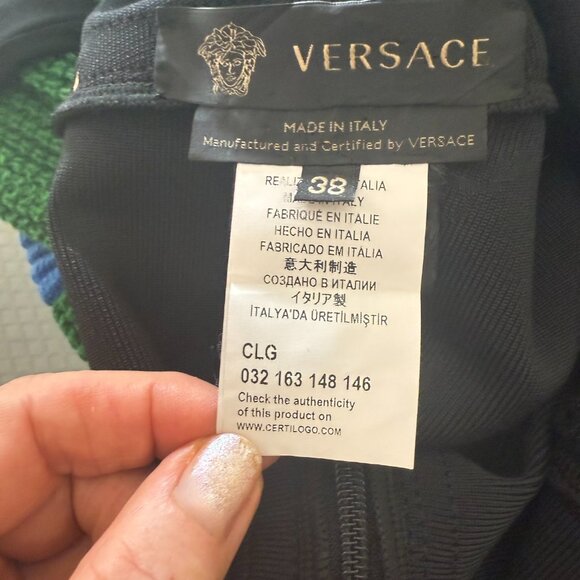 VERSACE
MADE IN ITALY
Manufactured and Certified by VERSACE
38
ITALIA
FABRIQUÉ EN ITALIE
HECHO EN ITALIA
FABRICADO EM ITÁLIA
意大利制造
СОЗДАНО В ИТАЛИИ
イタリア製
İTALYA'DA ÜRETİLMİŞTİR
CLG
032 163 148 146
Check the authenticity
of this product on
WWW.CERTILOGO.COM